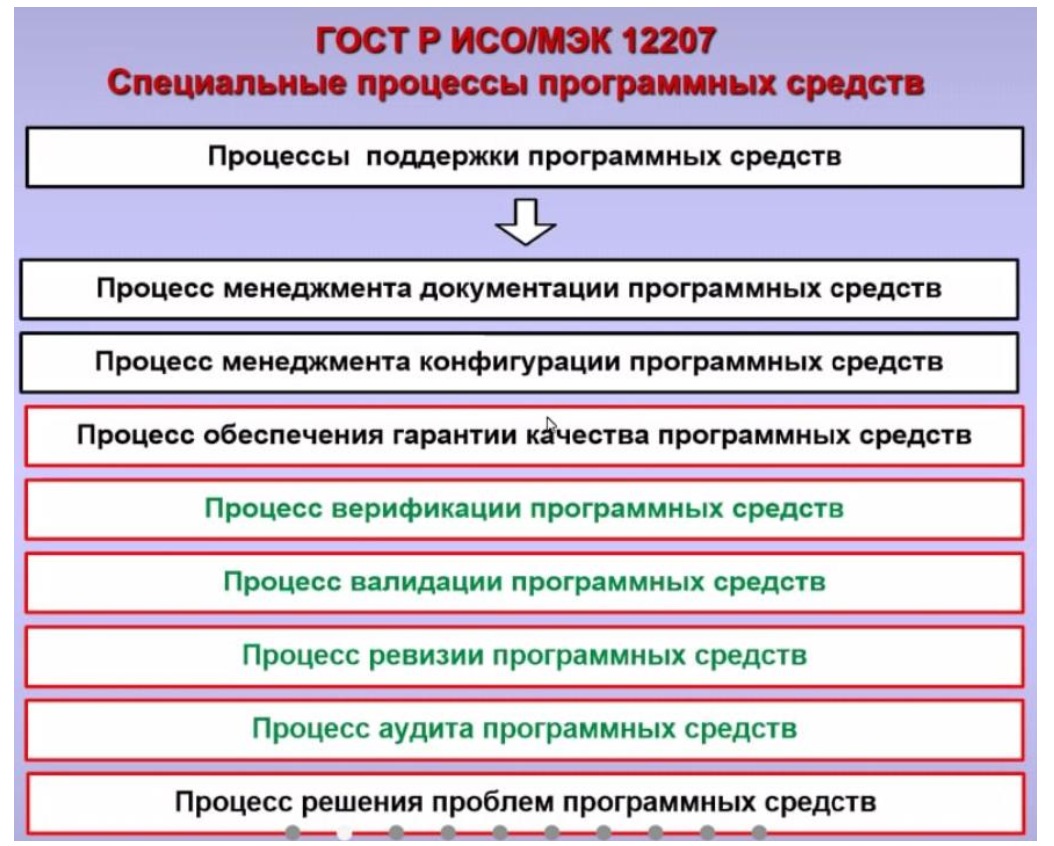 ГОСТ Р ИСО/МЭК 12207
Специальные процессы программных средств
Процессы поддержки программных средств
Процесс менеджмента документации программных средств
Процесс менеджмента конфигурации программных средств
Процесс обеспечения гарантии качества программных средств
Процесс верификации программных средств
Процесс валидации программных средств
Процесс ревизии программных средств
Процесс аудита программных средств
Процесс решения проблем программных средств